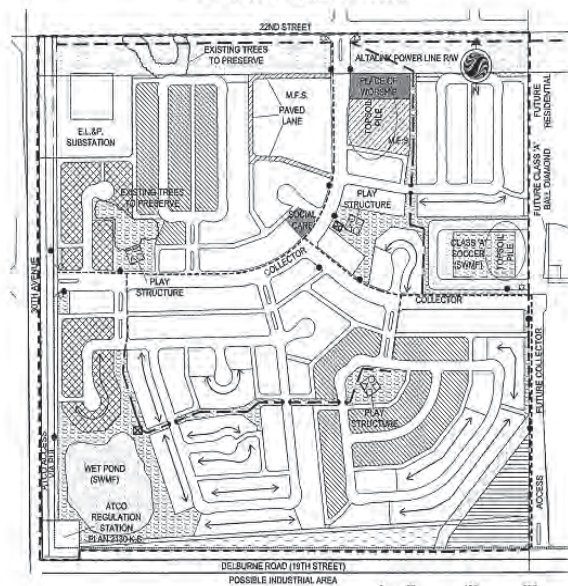 22ND STREET
EXISTING TREES
TO PRESERVE
ALTALINK POWER LINE R/W
N
M.F.S.
PAVED
LANE
PLACE OF
WORSHIP
TOPSOIL
PILE
M.F.S.
E.L.&P.
SUBSTATION
FUTURE
RESIDENTIAL
FUTURE CLASS 'A'
BALL DIAMOND
EXISTING TREES
TO PRESERVE
PLAY
STRUCTURE
SOCIAL
CARE
CLASS 'A'
SOCCER
(SWMF)
TOPSOIL
PILE
COLLECTOR
PLAY
STRUCTURE
COLLECTOR
30TH AVENUE
FUTURE COLLECTOR
PLAY
STRUCTURE
WET POND
(SWMF)
ACCESS
ATCO
REGULATION
STATION
DELBURNE ROAD (19TH STREET)
POSSIBLE INDUSTRIAL AREA